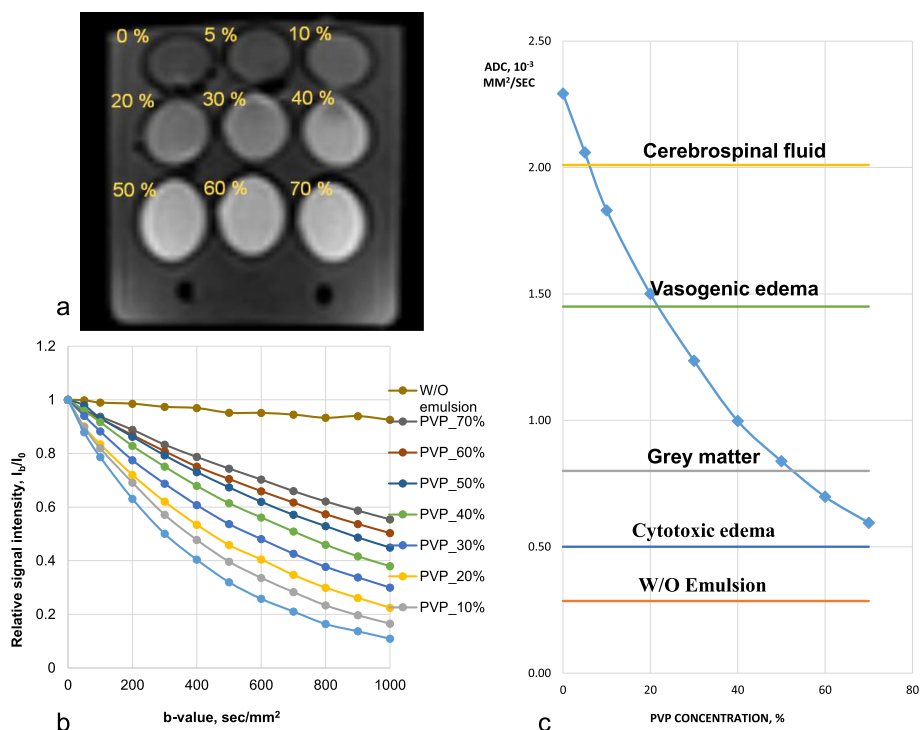 0 %
5 %
10 %
20 %
30 %
40 %
50 %
60 %
70 %
a
1.2
1
0.8
0.6
0.4
0.2
0
0
200
400
600
800
1000
Relative signal intensity, Iₖ/I₀
b-value, sec/mm²
W/O
emulsion
PVP_70%
PVP_60%
PVP_50%
PVP_40%
PVP_30%
PVP_20%
PVP_10%
b
ADC, 10⁻³
MM²/SEC
2.50
2.00
1.50
1.00
0.50
0.00
Cerebrospinal fluid
Vasogenic edema
Grey matter
Cytotoxic edema
W/O Emulsion
0
20
40
60
80
PVP CONCENTRATION, %
c